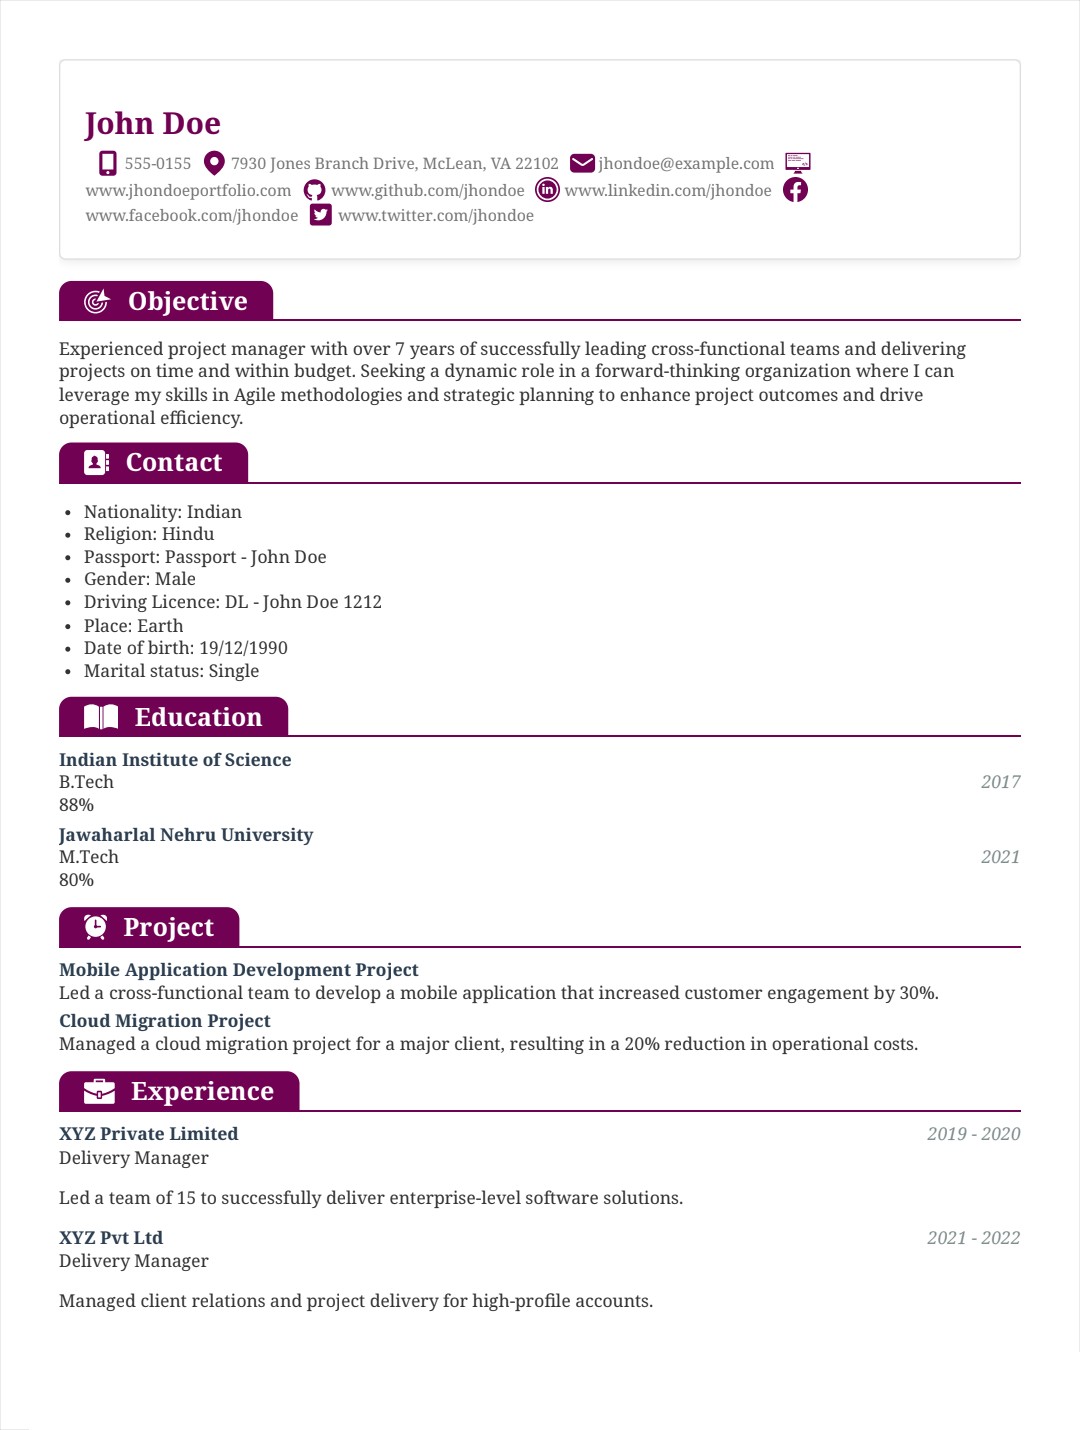 John Doe
555-0155 7930 Jones Branch Drive, McLean, VA 22102 jhondoe@example.com
www.jhondoeportfolio.com www.github.com/jhondoe www.linkedin.com/jhondoe
www.facebook.com/jhondoe www.twitter.com/jhondoe
Objective
Experienced project manager with over 7 years of successfully leading cross-functional teams and delivering
projects on time and within budget. Seeking a dynamic role in a forward-thinking organization where I can
leverage my skills in Agile methodologies and strategic planning to enhance project outcomes and drive
operational efficiency.
Contact
• Nationality: Indian
• Religion: Hindu
• Passport: Passport - John Doe
• Gender: Male
• Driving Licence: DL - John Doe 1212
• Place: Earth
• Date of birth: 19/12/1990
• Marital status: Single
Education
Indian Institute of Science
B.Tech 2017
88%
Jawaharlal Nehru University
M.Tech 2021
80%
Project
Mobile Application Development Project
Led a cross-functional team to develop a mobile application that increased customer engagement by 30%.
Cloud Migration Project
Managed a cloud migration project for a major client, resulting in a 20% reduction in operational costs.
Experience
XYZ Private Limited 2019 - 2020
Delivery Manager
Led a team of 15 to successfully deliver enterprise-level software solutions.
XYZ Pvt Ltd 2021 - 2022
Delivery Manager
Managed client relations and project delivery for high-profile accounts.